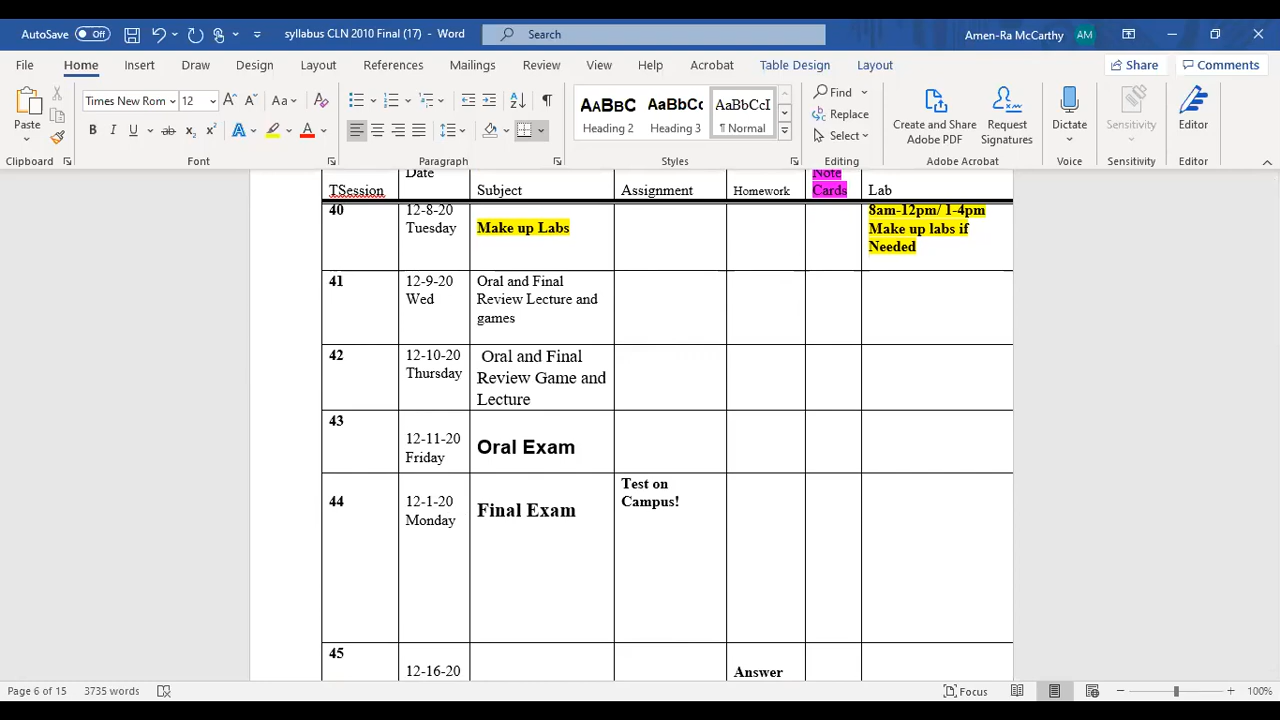 AutoSave Off syllabus CLN 2010 Final (17) - Word Search Amen-Ra McCarthy AM
File Home Insert Draw Design Layout References Mailings Review View Help Acrobat Table Design Layout Share Comments
Paste
Clipboard
Times New Rom 12
Font
Paragraph
AaBbC Heading 2
AaBbCc Heading 3
AaBbCcI ¶ Normal
Styles
Find
Replace
Select
Editing
Create and Share Adobe PDF
Request Signatures
Adobe Acrobat
Dictate
Voice
Sensitivity
Sensitivity
Editor
Editor
TSession
Date
Subject
Assignment
Homework
Note
Cards
Lab
40
12-8-20
Tuesday
Make up Labs
8am-12pm/ 1-4pm
Make up labs if
Needed
41
12-9-20
Wed
Oral and Final
Review Lecture and
games
42
12-10-20
Thursday
Oral and Final
Review Game and
Lecture
43
12-11-20
Friday
Oral Exam
44
12-1-20
Monday
Final Exam
Test on
Campus!
45
12-16-20
Answer
Page 6 of 15 3735 words Focus 100%